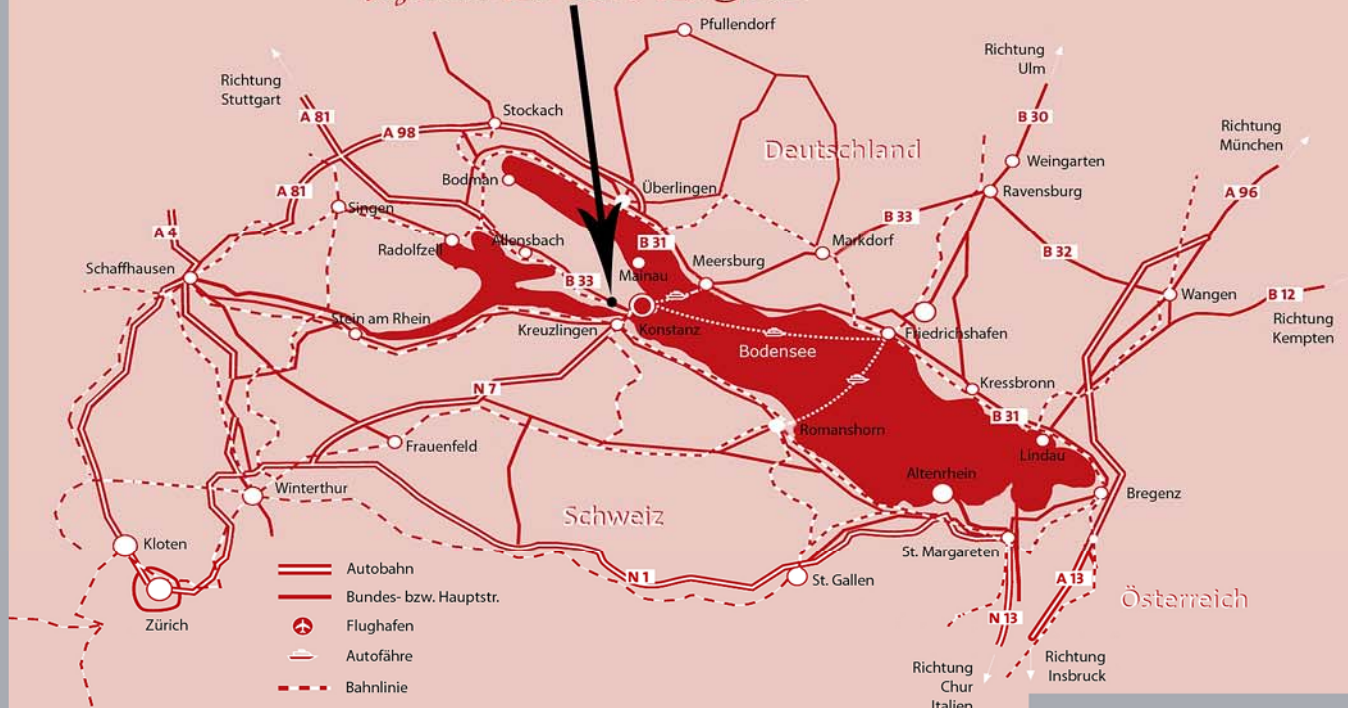 Pfullendorf
Richtung
Ulm
Richtung
Stuttgart
Stockach
A 81
A 98
B 30
Richtung
München
Deutschland
Weingarten
Bodman
Überlingen
Ravensburg
A 96
A 81
Singen
B 33
A 4
Radolfzell
Allensbach
B 31
Markdorf
B 32
Schaffhausen
Mainau
Meersburg
B 33
Wangen
B 12
Stein am Rhein
Kreuzlingen
Konstanz
Friedrichshafen
Richtung
Kempten
Bodensee
N 7
Kressbronn
B 31
Romanshorn
Frauenfeld
Lindau
Altenrhein
Winterthur
Bregenz
Schweiz
Kloten
St. Margareten
Autobahn
N 1
St. Gallen
A 13
Österreich
Bundes- bzw. Hauptstr.
Zürich
Flughafen
N 13
Autofähre
Richtung
Chur
Italien
Richtung
Insbruck
Bahnlinie